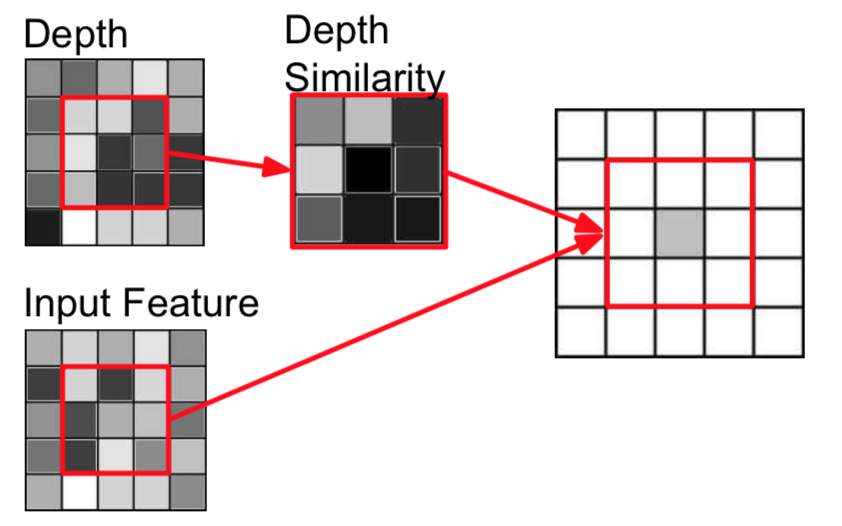 Depth
Depth
Similarity
Input Feature